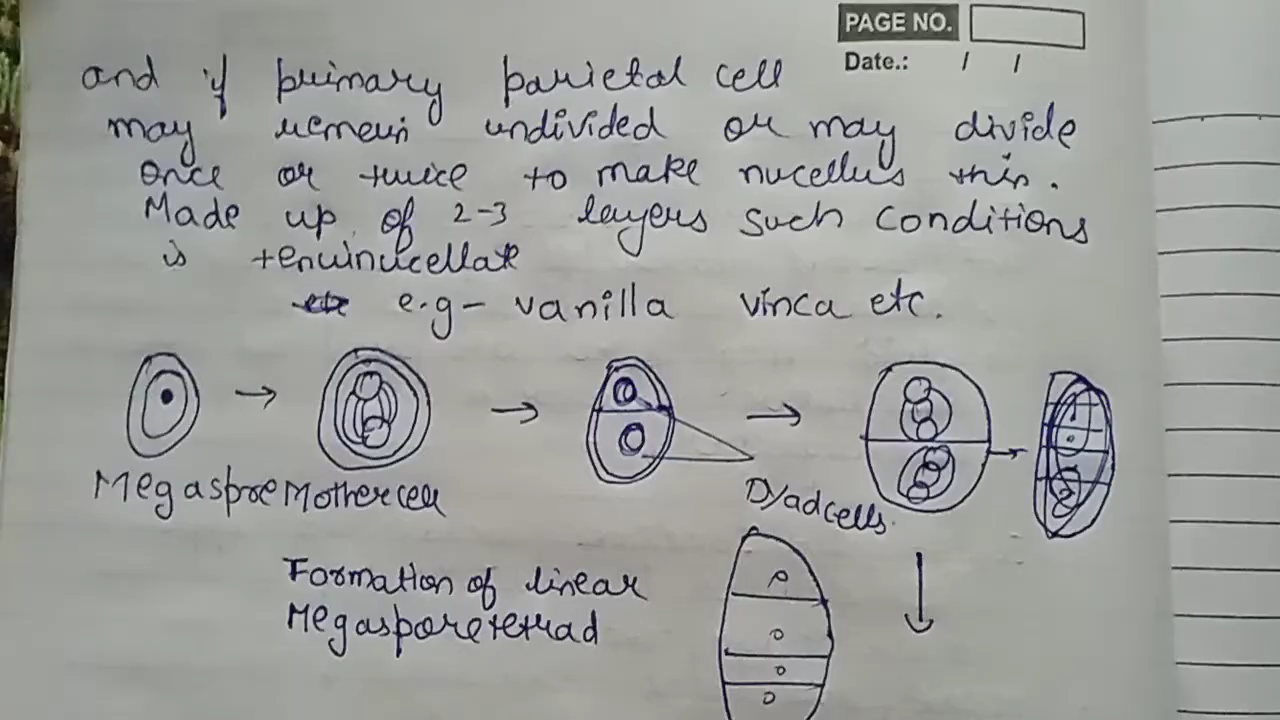 PAGE NO.
Date.: / /
and if primary parietal cell
may remein undivided or may divide
once or twice to make nucellus thin.
Made up of 2-3 layers such conditions
is tenuinucellate
e.g- vanilla vinca etc.
Megaspore Mother cell
Dyad cells.
Formation of linear
Megaspore tetrad